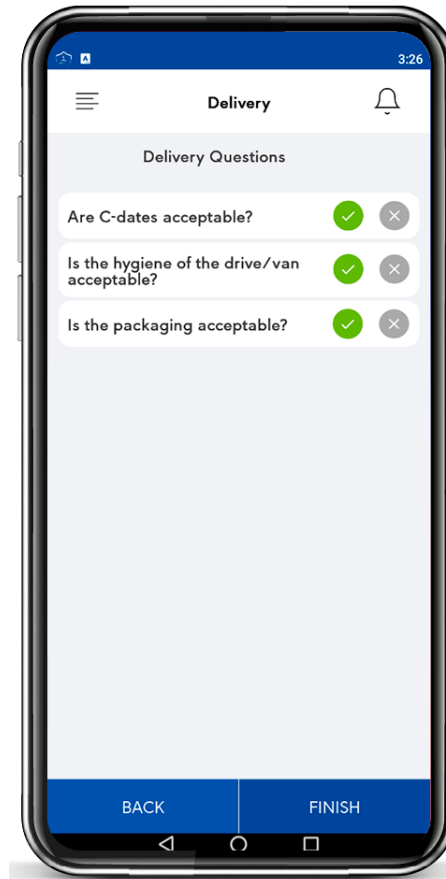 A 3:26
Delivery
Delivery Questions
Are C-dates acceptable?
Is the hygiene of the drive/van
acceptable?
Is the packaging acceptable?
BACK FINISH